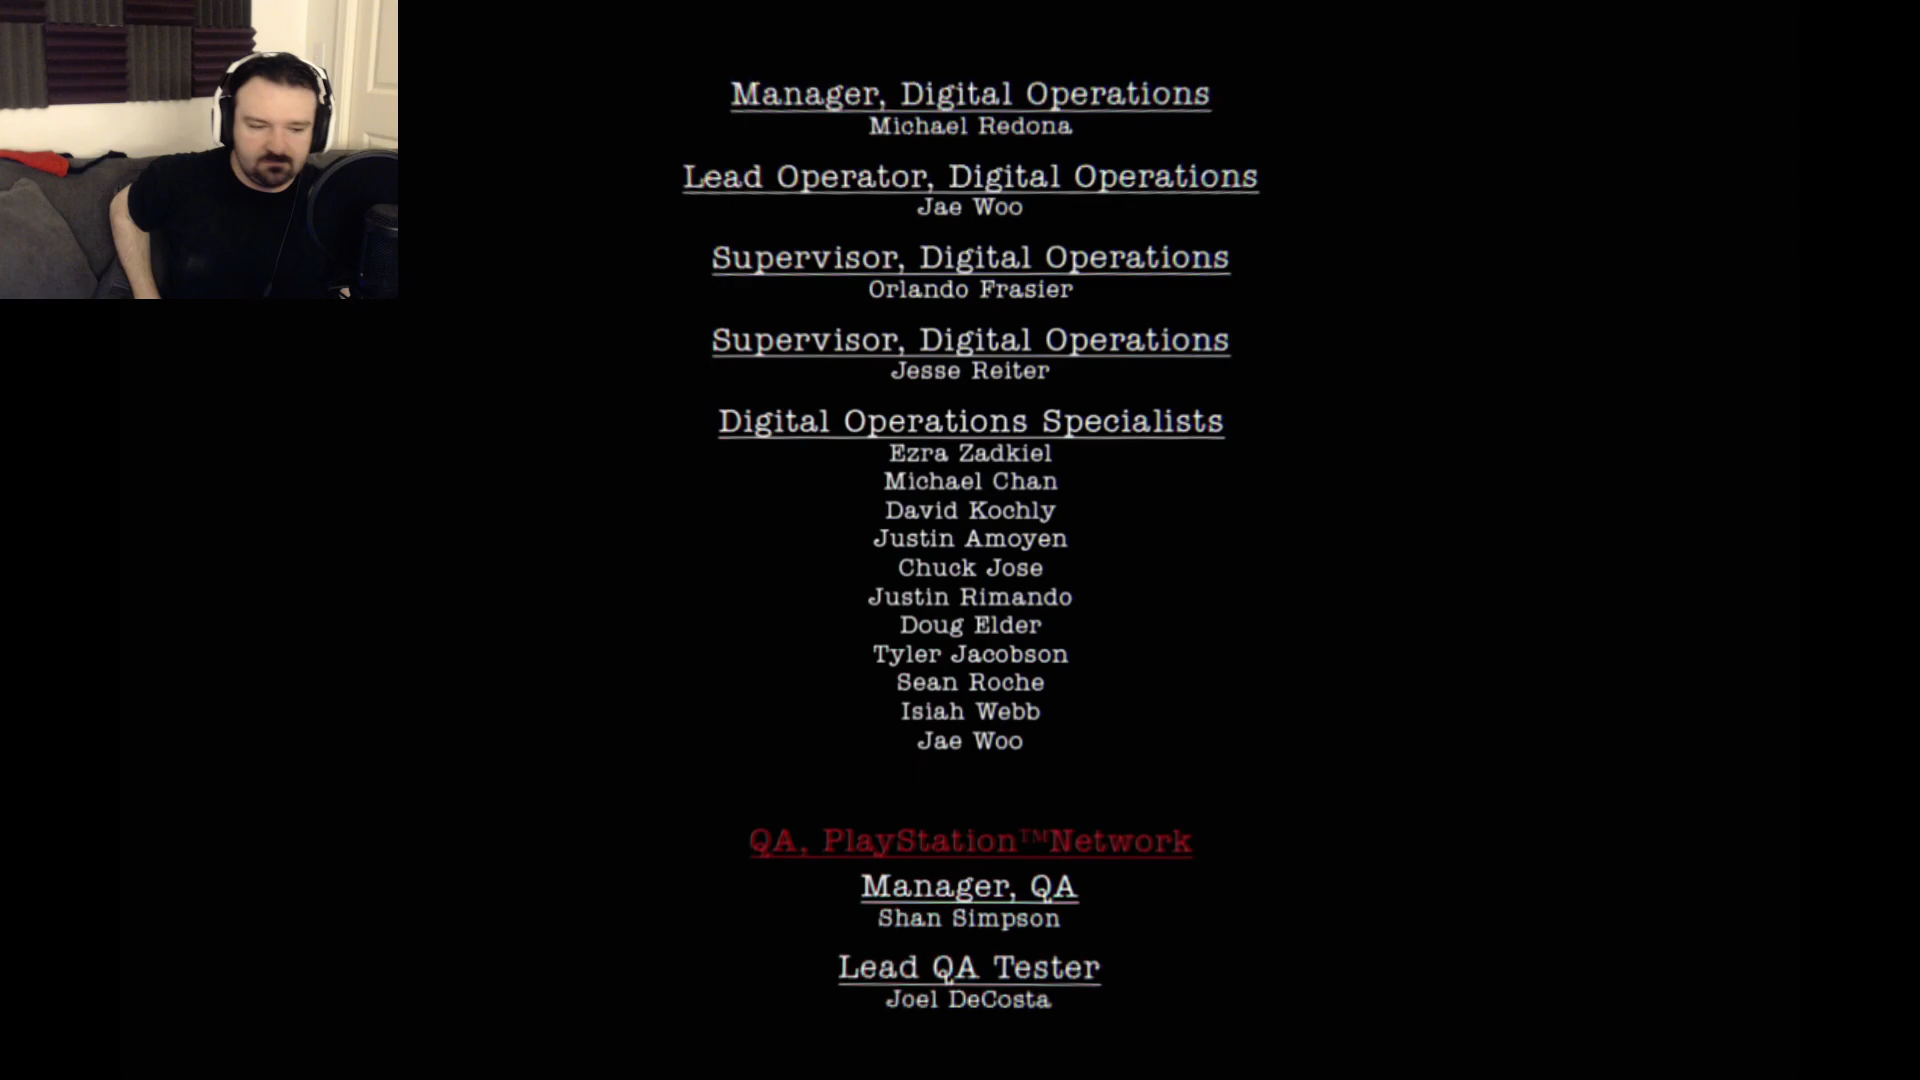 Manager, Digital Operations
Michael Redona
Lead Operator, Digital Operations
Jae Woo
Supervisor, Digital Operations
Orlando Frasier
Supervisor, Digital Operations
Jesse Reiter
Digital Operations Specialists
Ezra Zadkiel
Michael Chan
David Kochly
Justin Amoyen
Chuck Jose
Justin Rimando
Doug Elder
Tyler Jacobson
Sean Roche
Isiah Webb
Jae Woo
QA, PlayStation™Network
Manager, QA
Shan Simpson
Lead QA Tester
Joel DeCosta